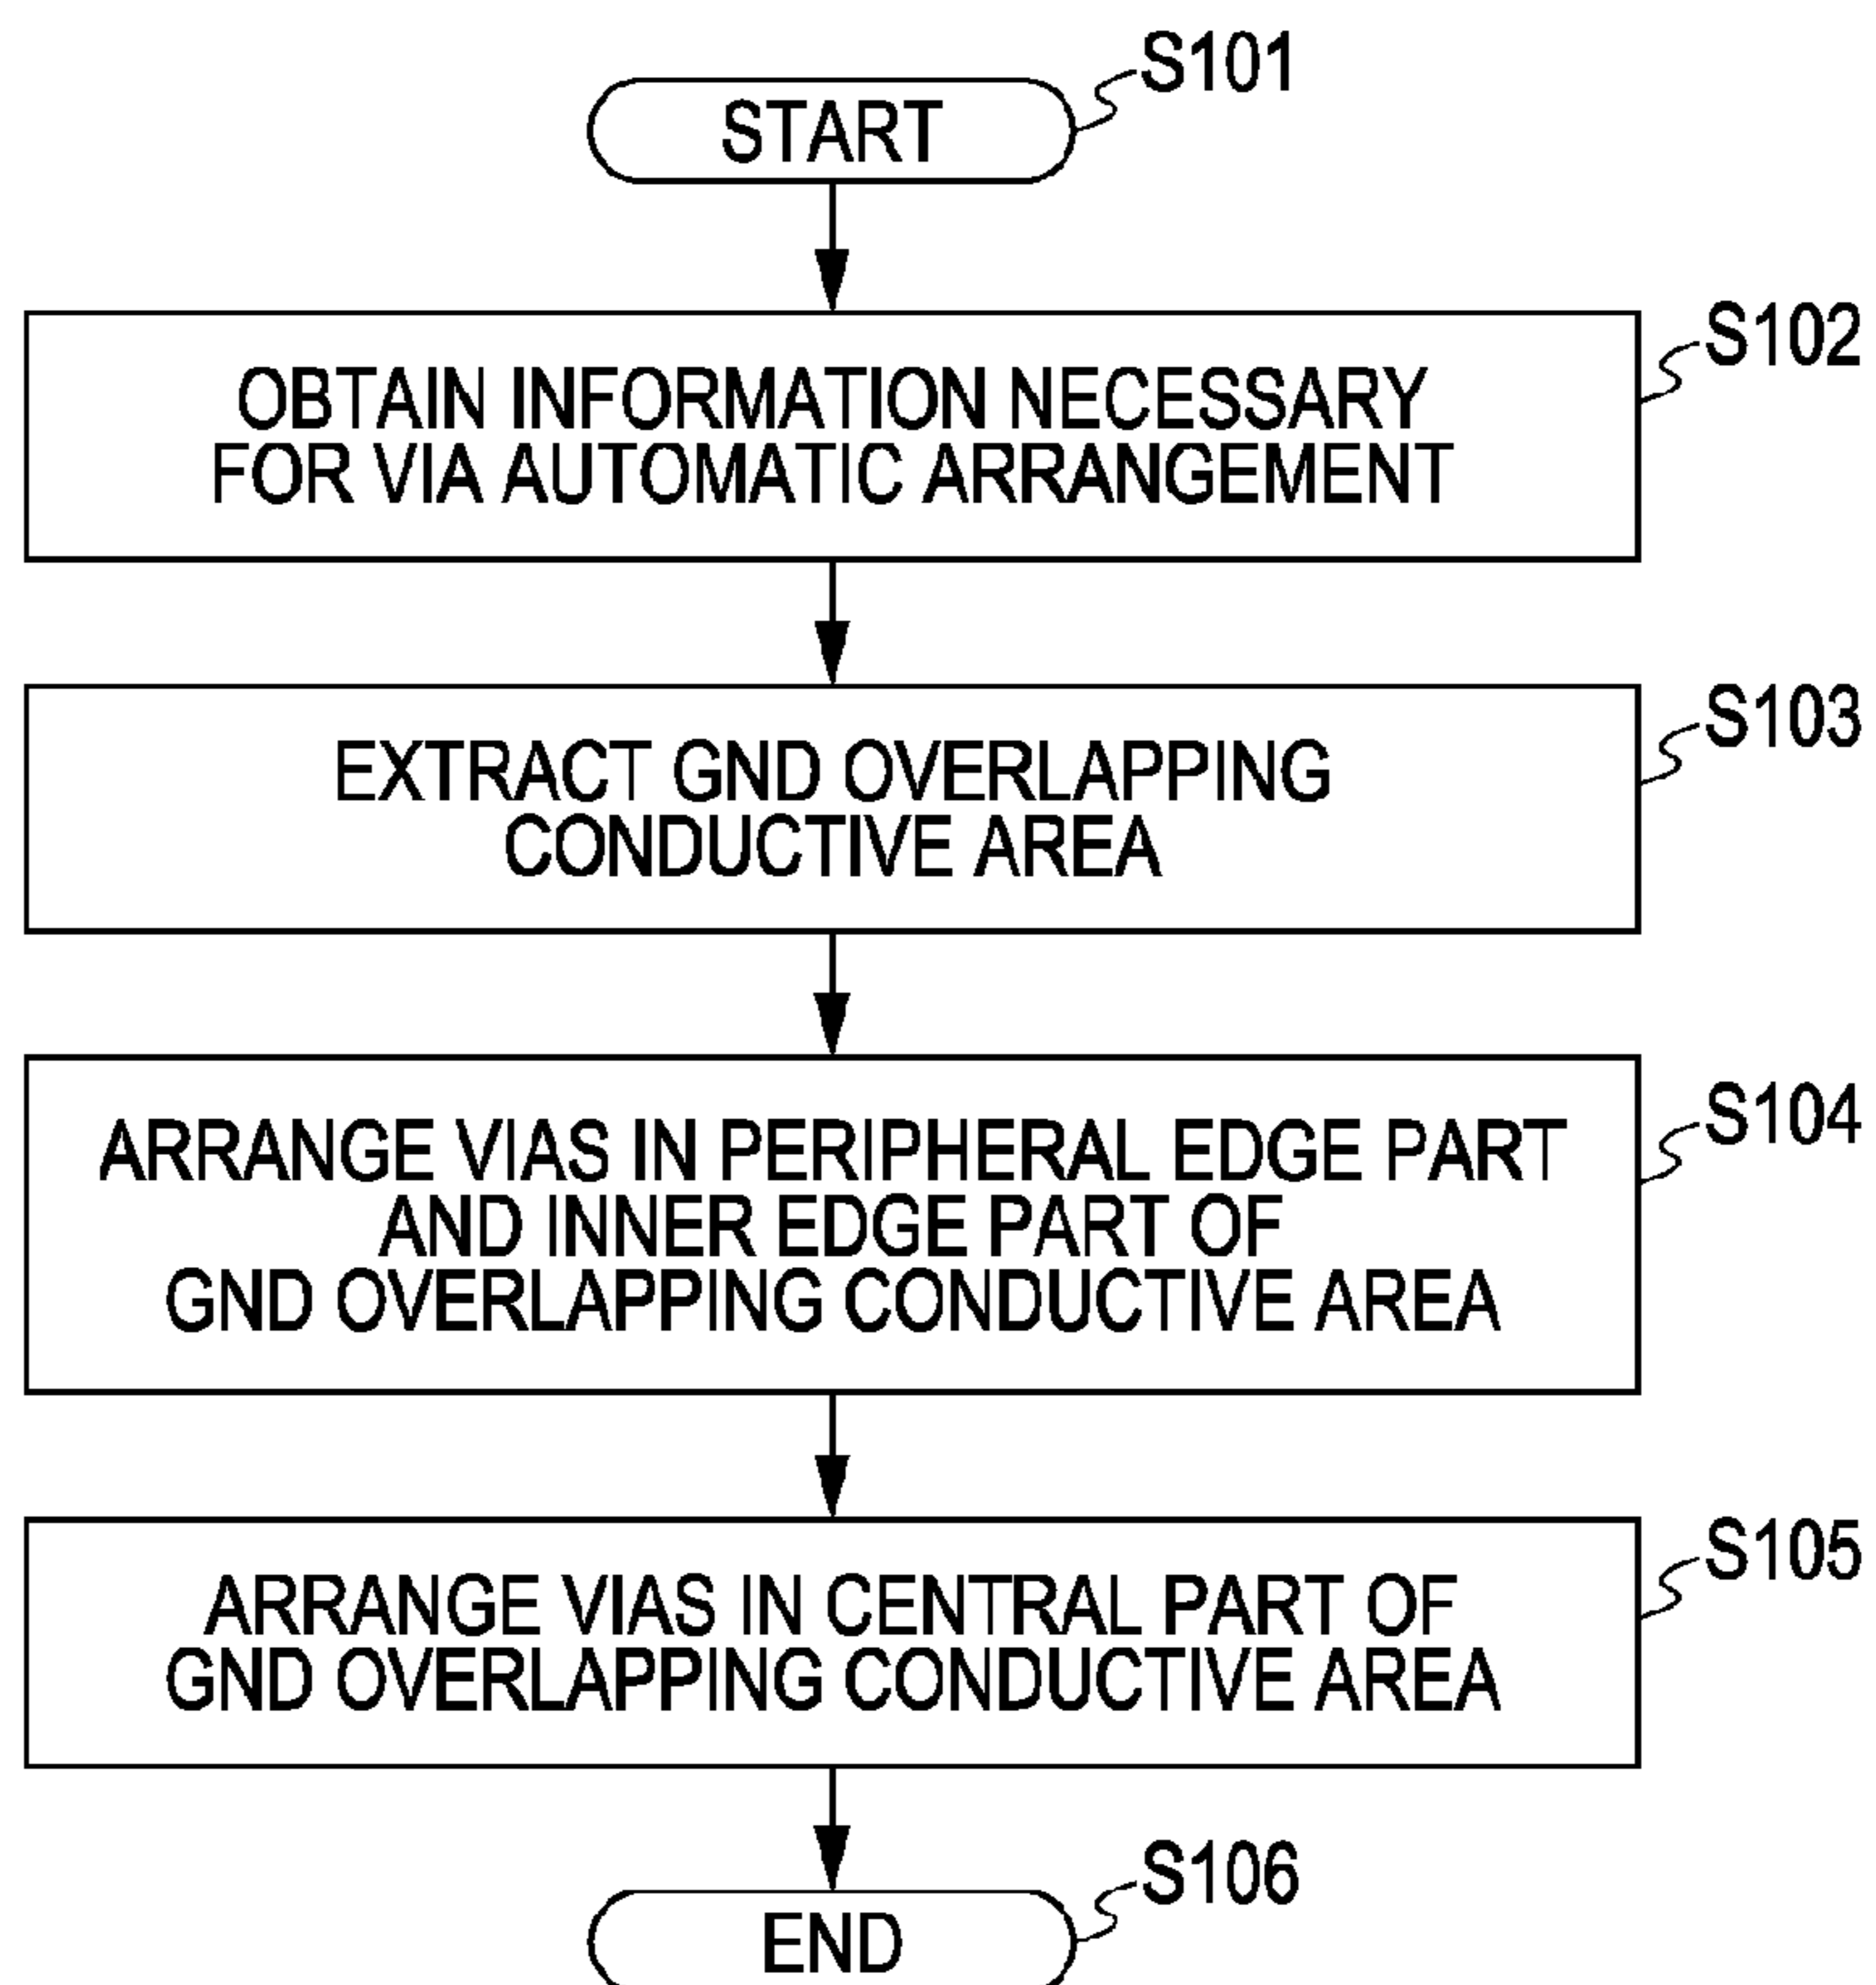 START
S101
OBTAIN INFORMATION NECESSARY
FOR VIA AUTOMATIC ARRANGEMENT
S102
EXTRACT GND OVERLAPPING
CONDUCTIVE AREA
S103
ARRANGE VIAS IN PERIPHERAL EDGE PART
AND INNER EDGE PART OF
GND OVERLAPPING CONDUCTIVE AREA
S104
ARRANGE VIAS IN CENTRAL PART OF
GND OVERLAPPING CONDUCTIVE AREA
S105
END
S106